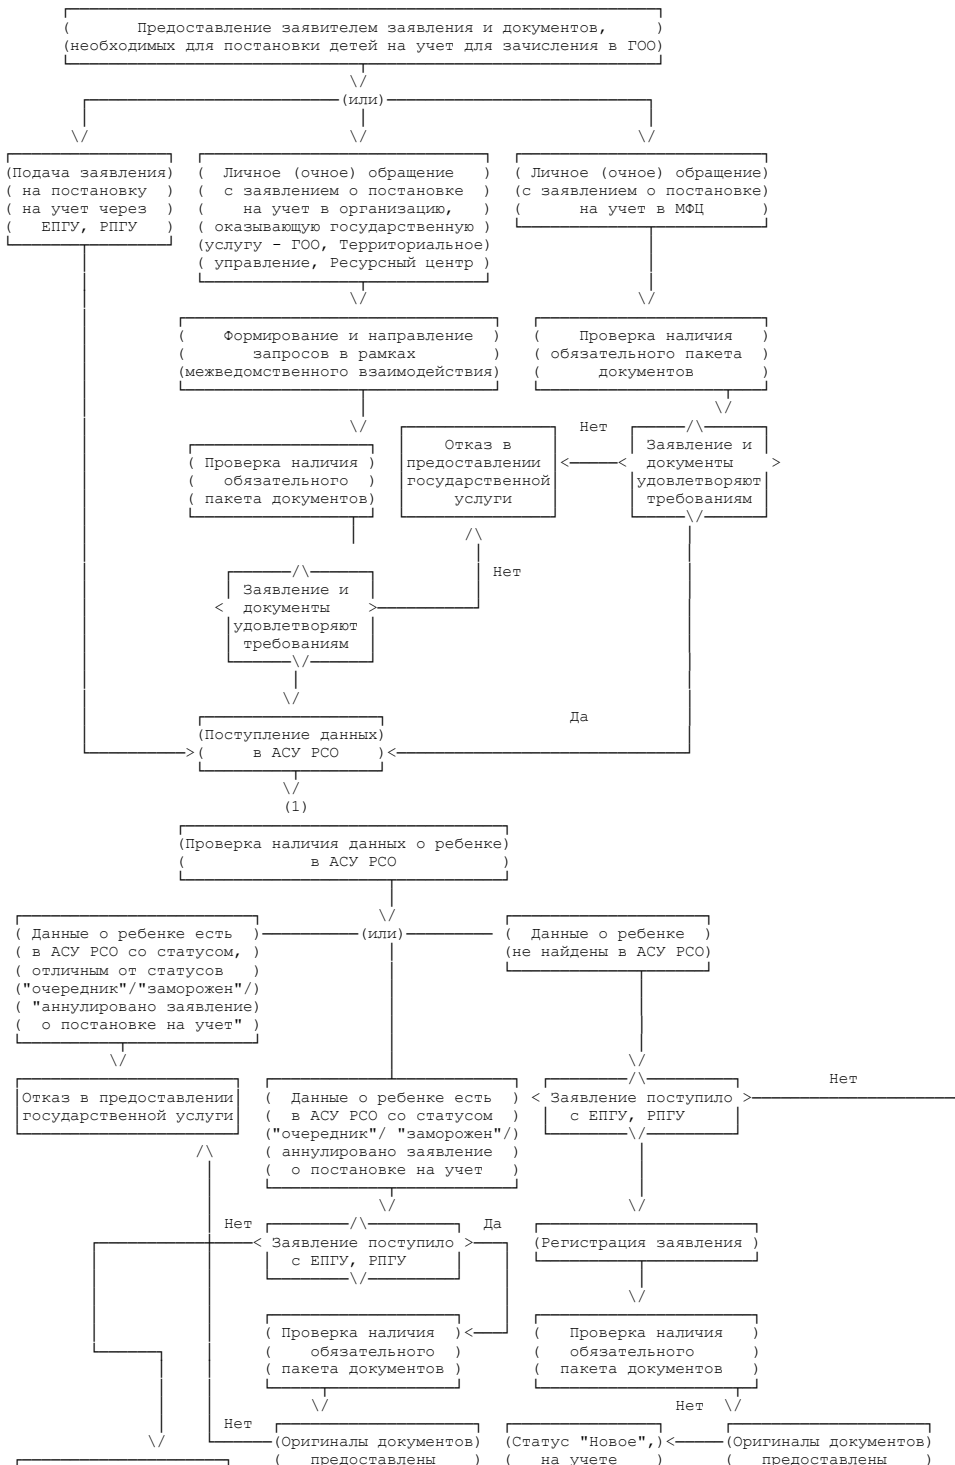 ( Предоставление заявителем заявления и документов, )
(необходимых для постановки детей на учет для зачисления в ГОО)
\/
(или)
\/ \/ \/
(Подача заявления)
( на постановку )
( на учет через )
( ЕПГУ, РПГУ )
( Личное (очное) обращение )
( с заявлением о постановке )
( на учет в организацию, )
( оказывающую государственную )
(услугу - ГОО, Территориальное)
( управление, Ресурсный центр )
( Личное (очное) обращение)
(с заявлением о постановке)
( на учет в МФЦ )
\/ \/
( Формирование и направление )
( запросов в рамках )
(межведомственного взаимодействия)
( Проверка наличия )
( обязательного пакета )
( документов )
\/
\/
( Проверка наличия )
( обязательного )
( пакета документов)
Отказ в
предоставлении
государственной
услуги
Нет
/\
Заявление и
< < документы >
удовлетворяют
требованиям
\/
/\
Нет
/\
Заявление и
< документы >
удовлетворяют
требованиям
\/
\/
Да
(Поступление данных)
>( в АСУ РСО )<
\/
(1)
(Проверка наличия данных о ребенке)
( в АСУ РСО )
\/
(или)
( Данные о ребенке есть )
( в АСУ РСО со статусом, )
( отличным от статусов )
("очередник"/"заморожен"/)
( "аннулировано заявление)
( о постановке на учет" )
( Данные о ребенке )
(не найдены в АСУ РСО)
\/ \/
Отказ в предоставлении
государственной услуги
/\
( Данные о ребенке есть )
( в АСУ РСО со статусом )
("очередник"/ "заморожен"/)
( аннулировано заявление )
( о постановке на учет )
/\
Нет
< Заявление поступило >
с ЕПГУ, РПГУ
\/
\/ \/
Нет /\ Да
< Заявление поступило >
с ЕПГУ, РПГУ
\/
(Регистрация заявления )
\/
( Проверка наличия )<
( обязательного )
( пакета документов )
( Проверка наличия )
( обязательного )
( пакета документов )
\/ Нет \/
Нет
\/
(Оригиналы документов)
( предоставлены
(Статус "Новое",)<
( на учете )
(Оригиналы документов)
( предоставлены )